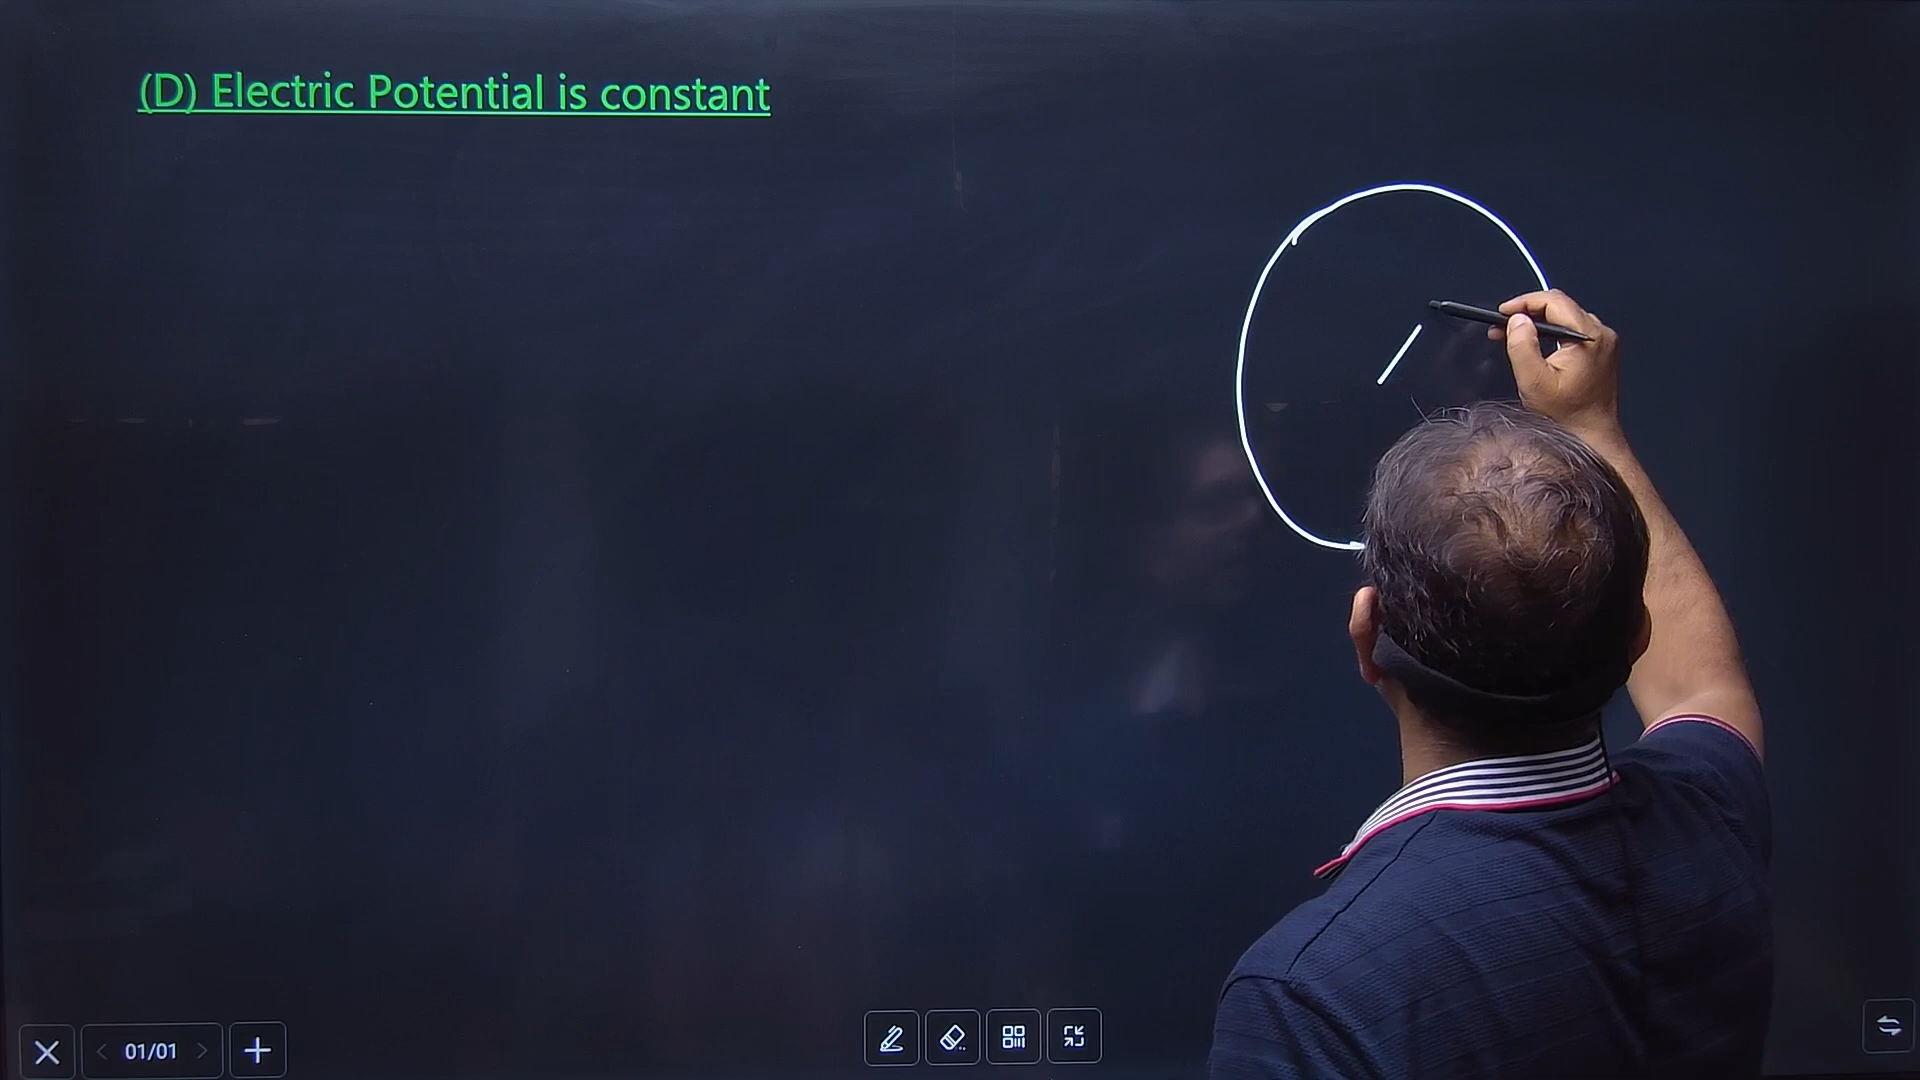 (D) Electric Potential is constant
01/01